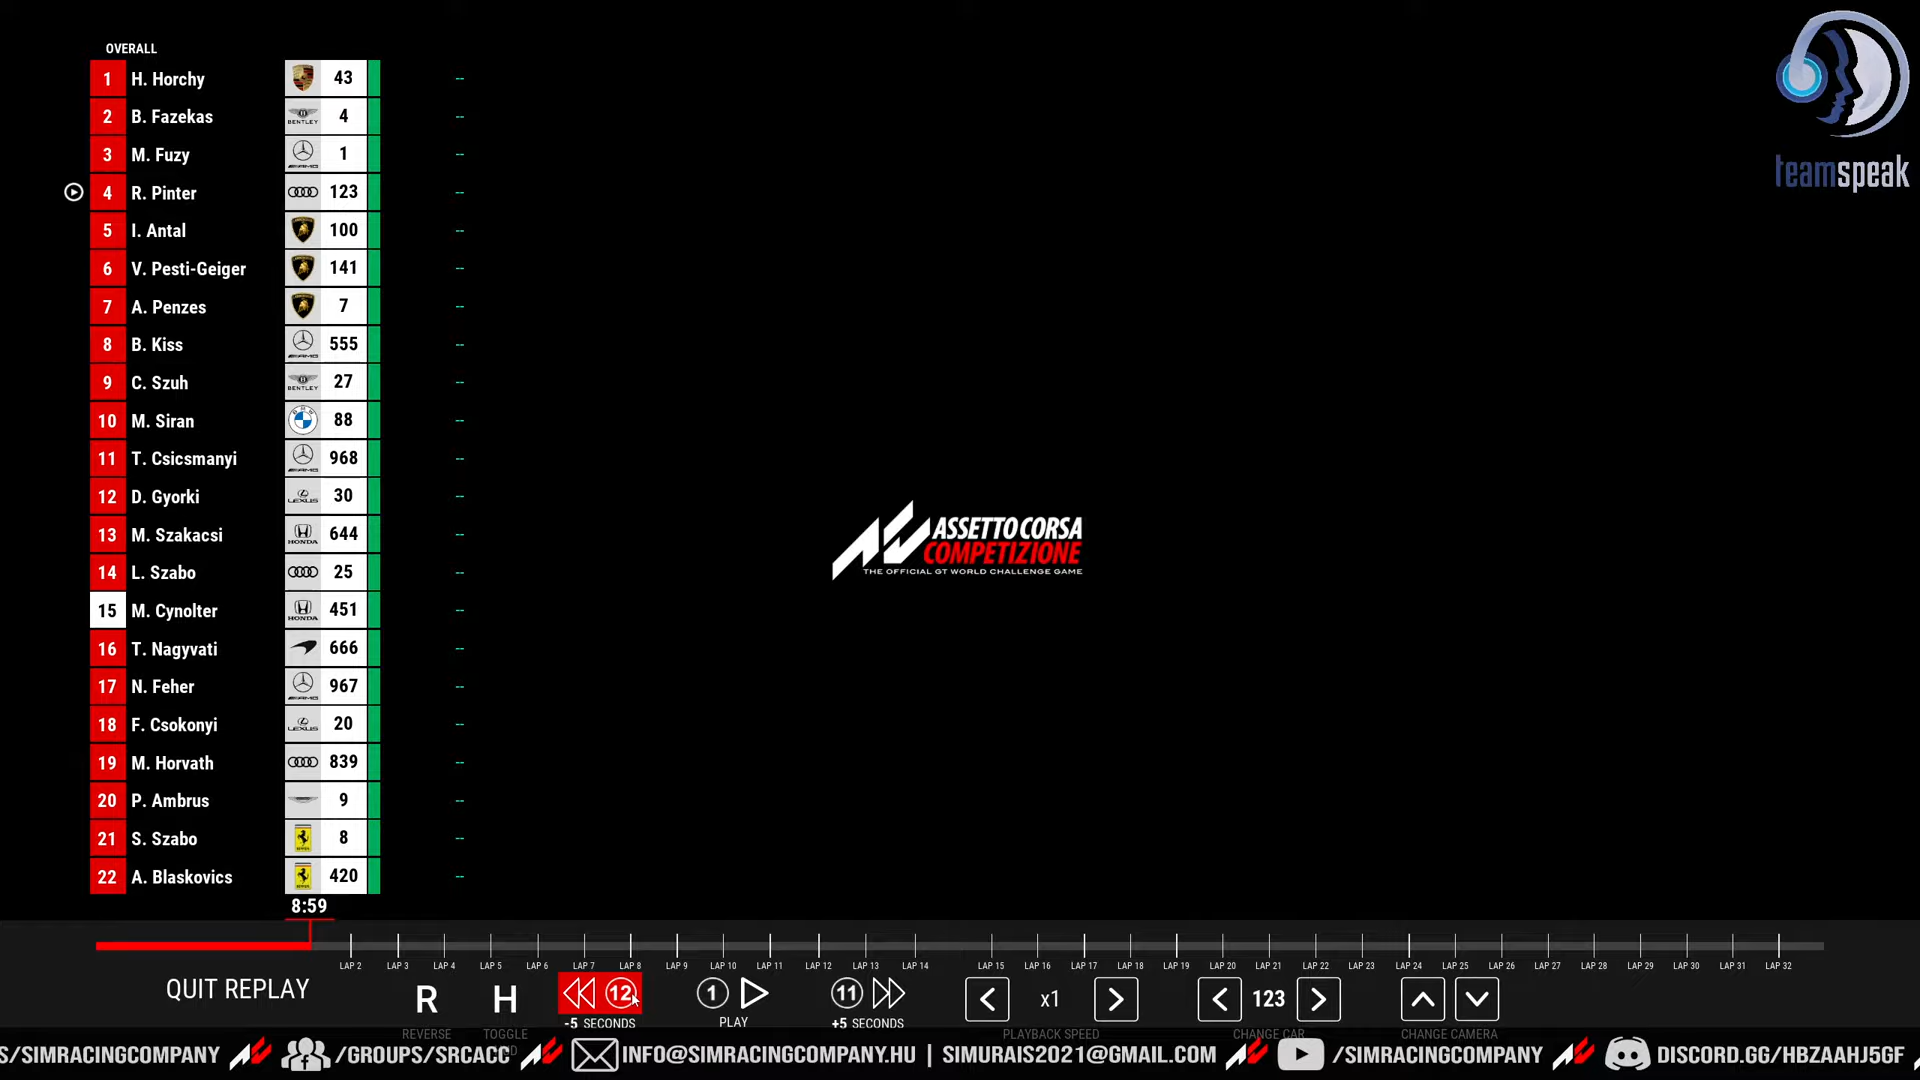 OVERALL
1 H. Horchy 43 --
2 B. Fazekas BENTLEY 4 --
3 M. Fuzy 1 --
4 R. Pinter 123 --
5 I. Antal 100 --
6 V. Pesti-Geiger 141 --
7 A. Penzes 7 --
8 B. Kiss 555 --
9 C. Szuh BENTLEY 27 --
10 M. Siran 88 --
11 T. Csicsmanyi 968 --
12 D. Gyorki LEXUS 30 --
13 M. Szakacsi HONDA 644 --
14 L. Szabo 25 --
15 M. Cynolter HONDA 451 --
16 T. Nagyvati 666 --
17 N. Feher 967 --
18 F. Csokonyi LEXUS 20 --
19 M. Horvath 839 --
20 P. Ambrus 9 --
21 S. Szabo 8 --
22 A. Blaskovics 420 --
teamspeak
ASSETTO CORSA
COMPETIZIONE
THE OFFICIAL GT WORLD CHALLENGE GAME
8:59
LAP 2 LAP 3 LAP 4 LAP 5 LAP 6 LAP 7 LAP 8 LAP 9 LAP 10 LAP 11 LAP 12 LAP 13 LAP 14 LAP 15 LAP 16 LAP 17 LAP 18 LAP 19 LAP 20 LAP 21 LAP 22 LAP 23 LAP 24 LAP 25 LAP 26 LAP 27 LAP 28 LAP 29 LAP 30 LAP 31 LAP 32
QUIT REPLAY R H 12 1 11 x1 123
-5 SECONDS PLAY +5 SECONDS
REVERSE TOGGLE PLAYBACK SPEED CHANGE CAR CHANGE CAMERA
S/SIMRACINGCOMPANY /GROUPS/SRCACC INFO@SIMRACINGCOMPANY.HU | SIMURAIS2021@GMAIL.COM /SIMRACINGCOMPANY DISCORD.GG/HBZAAHJ5GF